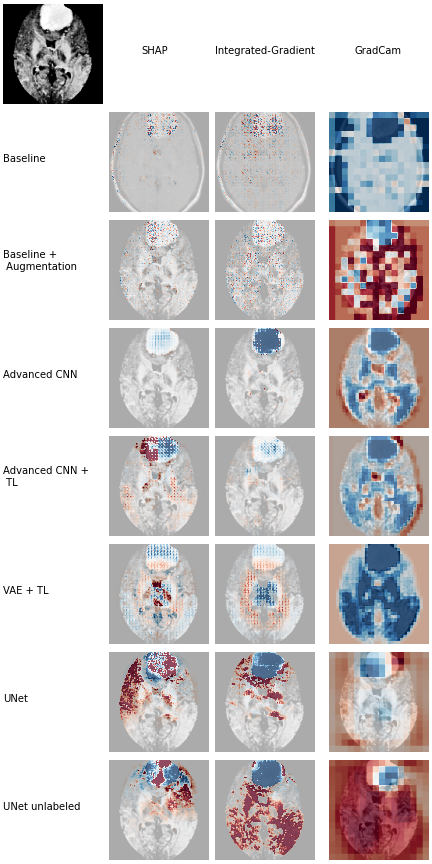 SHAP
Integrated-Gradient
GradCam
Baseline
Baseline +
Augmentation
Advanced CNN
Advanced CNN +
TL
VAE + TL
UNet
UNet unlabeled